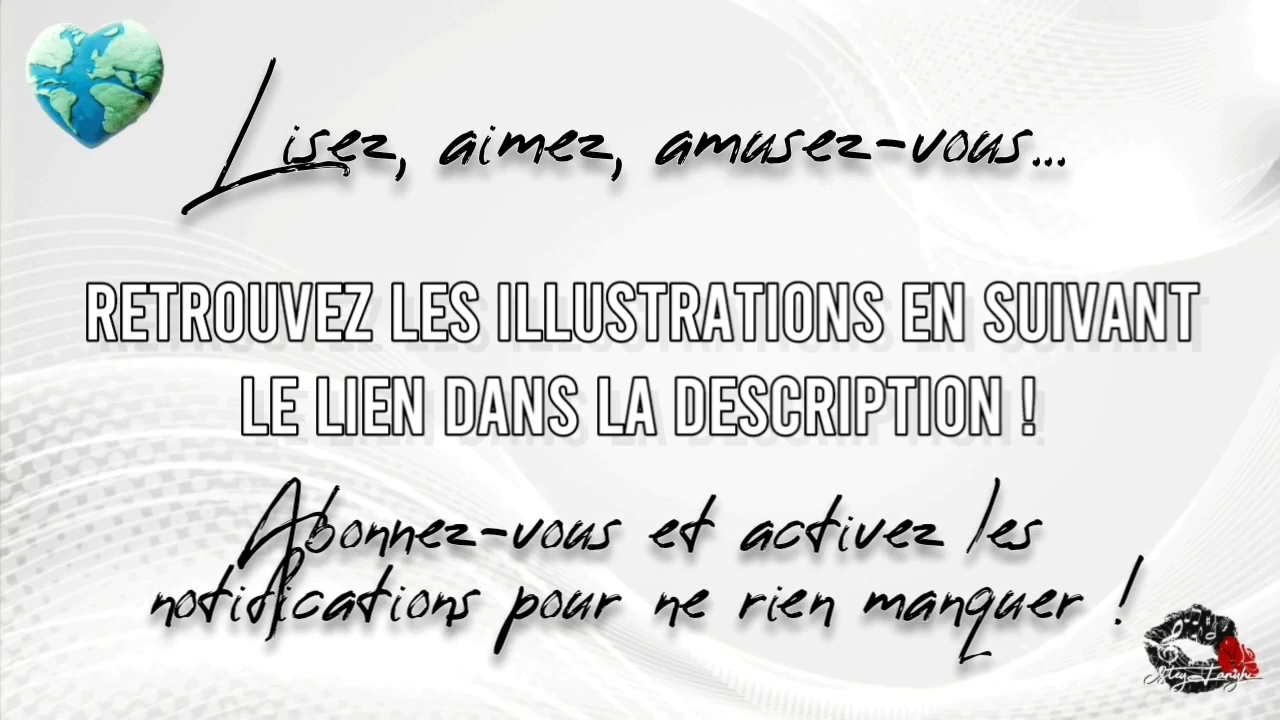 Lisez, aimez, amusez-vous...
RETROUVEZ LES ILLUSTRATIONS EN SUIVANT
LE LIEN DANS LA DESCRIPTION !
Abonnez-vous et activez les
notifications pour ne rien manquer !